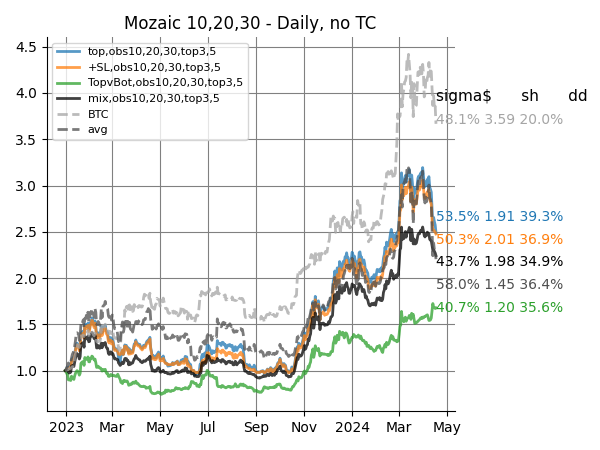 Mozaic 10,20,30 - Daily, no TC
4.5
4.0
3.5
3.0
2.5
2.0
1.5
1.0
top,obs10,20,30,top3,5
+SL,obs10,20,30,top3,5
TopvBot,obs10,20,30,top3,5
mix,obs10,20,30,top3,5
BTC
avg
sigma$ sh dd
48.1% 3.59 20.0%
53.5% 1.91 39.3%
50.3% 2.01 36.9%
43.7% 1.98 34.9%
58.0% 1.45 36.4%
40.7% 1.20 35.6%
2023 Mar May Jul Sep Nov 2024 Mar May